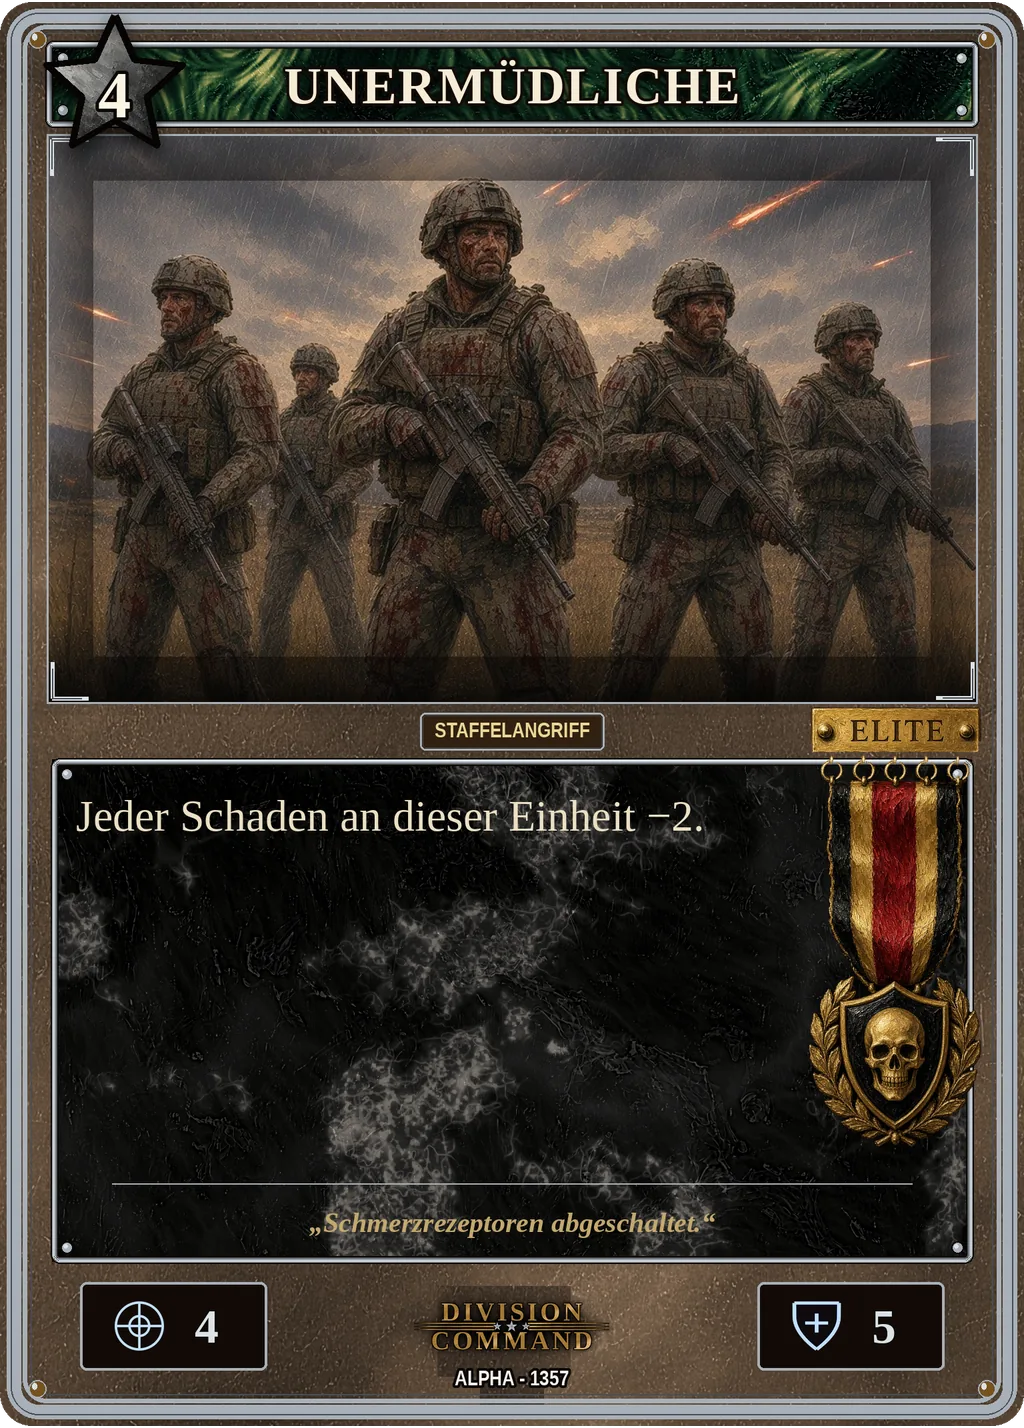 4
UNERMÜDLICHE
STAFFELANGRIFF
ELITE
Jeder Schaden an dieser Einheit −2.
„Schmerzrezeptoren abgeschaltet.“
4
DIVISION
COMMAND
ALPHA - 1357
5